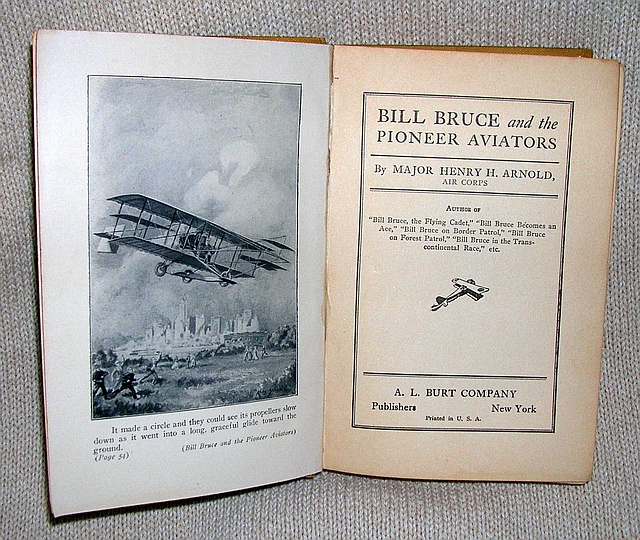 It made a circle and they could see its propellers slow
down as it went into a long, graceful glide toward the
ground.
(Page 51) (Bill Bruce and the Pioneer Aviators)
BILL BRUCE and the
PIONEER AVIATORS
By MAJOR HENRY H. ARNOLD,
AIR CORPS
AUTHOR OF
"Bill Bruce, the Flying Cadet," "Bill Bruce Becomes an
Ace," "Bill Bruce on Border Patrol," "Bill Bruce
on Forest Patrol," "Bill Bruce in the Trans-
continental Race," etc.
A. L. BURT COMPANY
Publishers New York
Printed in U. S. A.